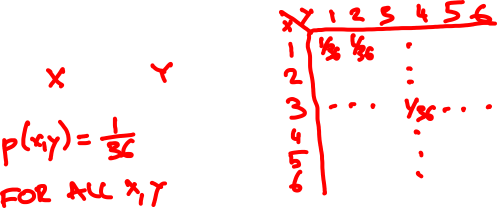 X Y
p(x,y) = 1/36
FOR ALL X,Y
X Y 1 2 3 4 5 6
1 1/36 1/36 .
2 :
3 . . . 1/36 . . .
4 .
5 .
6 .